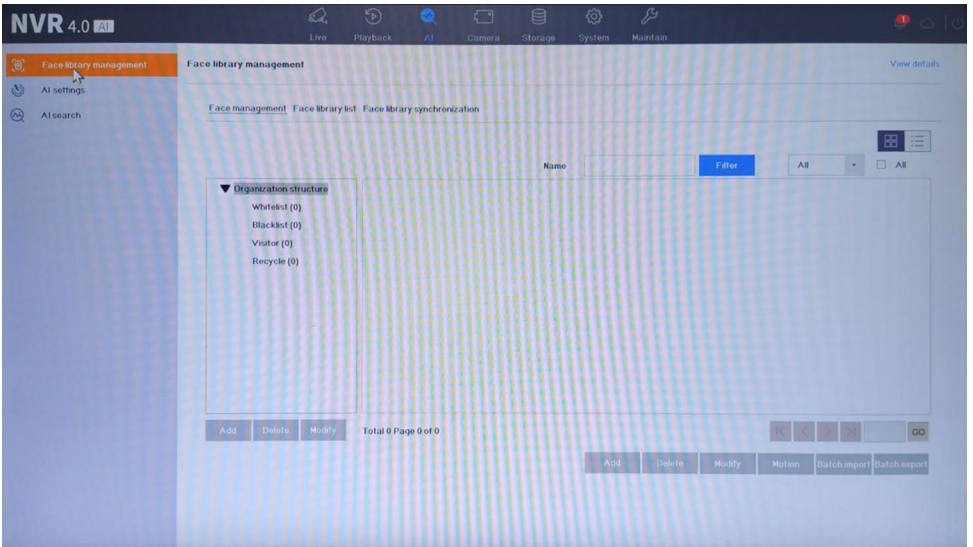 NVR 4.0 AI
Live Playback AI Camera Storage System Maintain
1
Face library management
AI settings
AI search
Face library management View details
Face management Face library list Face library synchronization
Name Filter All All
Organization structure
Whitelist (0)
Blacklist (0)
Visitor (0)
Recycle (0)
Add Delete Modify Total 0 Page 0 of 0 GO
Add Delete Modify Motion Batch import Batch export